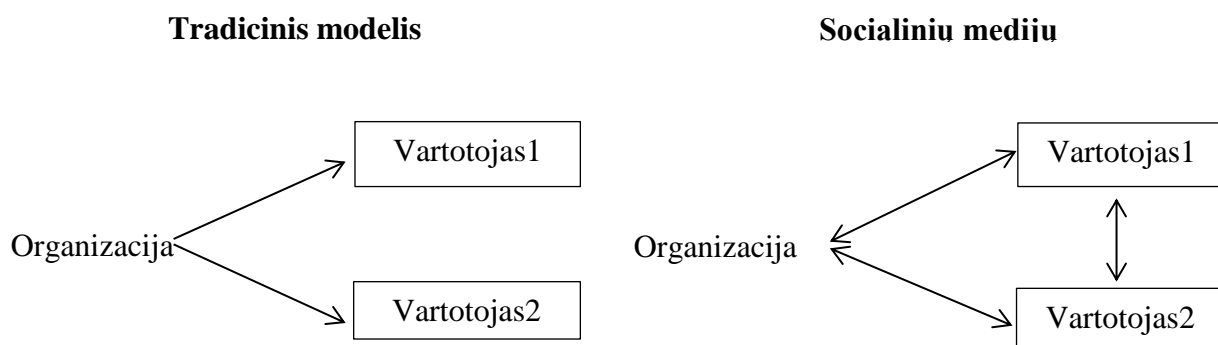 Tradicinis modelis
Socialinių medijų
Vartotojas1
Organizacija
Vartotojas2
Vartotojas1
Organizacija
Vartotojas2